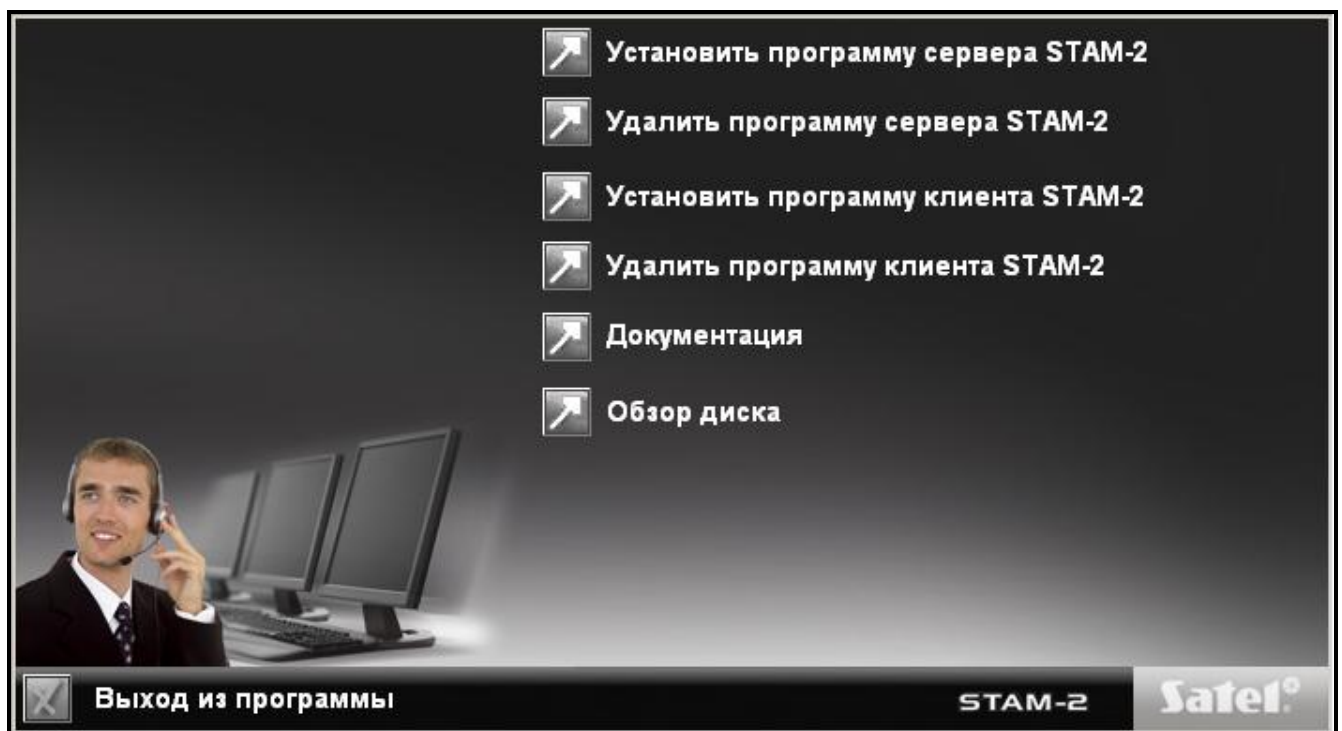 Установить программу сервера STAM-2
Удалить программу сервера STAM-2
Установить программу клиента STAM-2
Удалить программу клиента STAM-2
Документация
Обзор диска
Выход из программы
STAM-2
Satel®